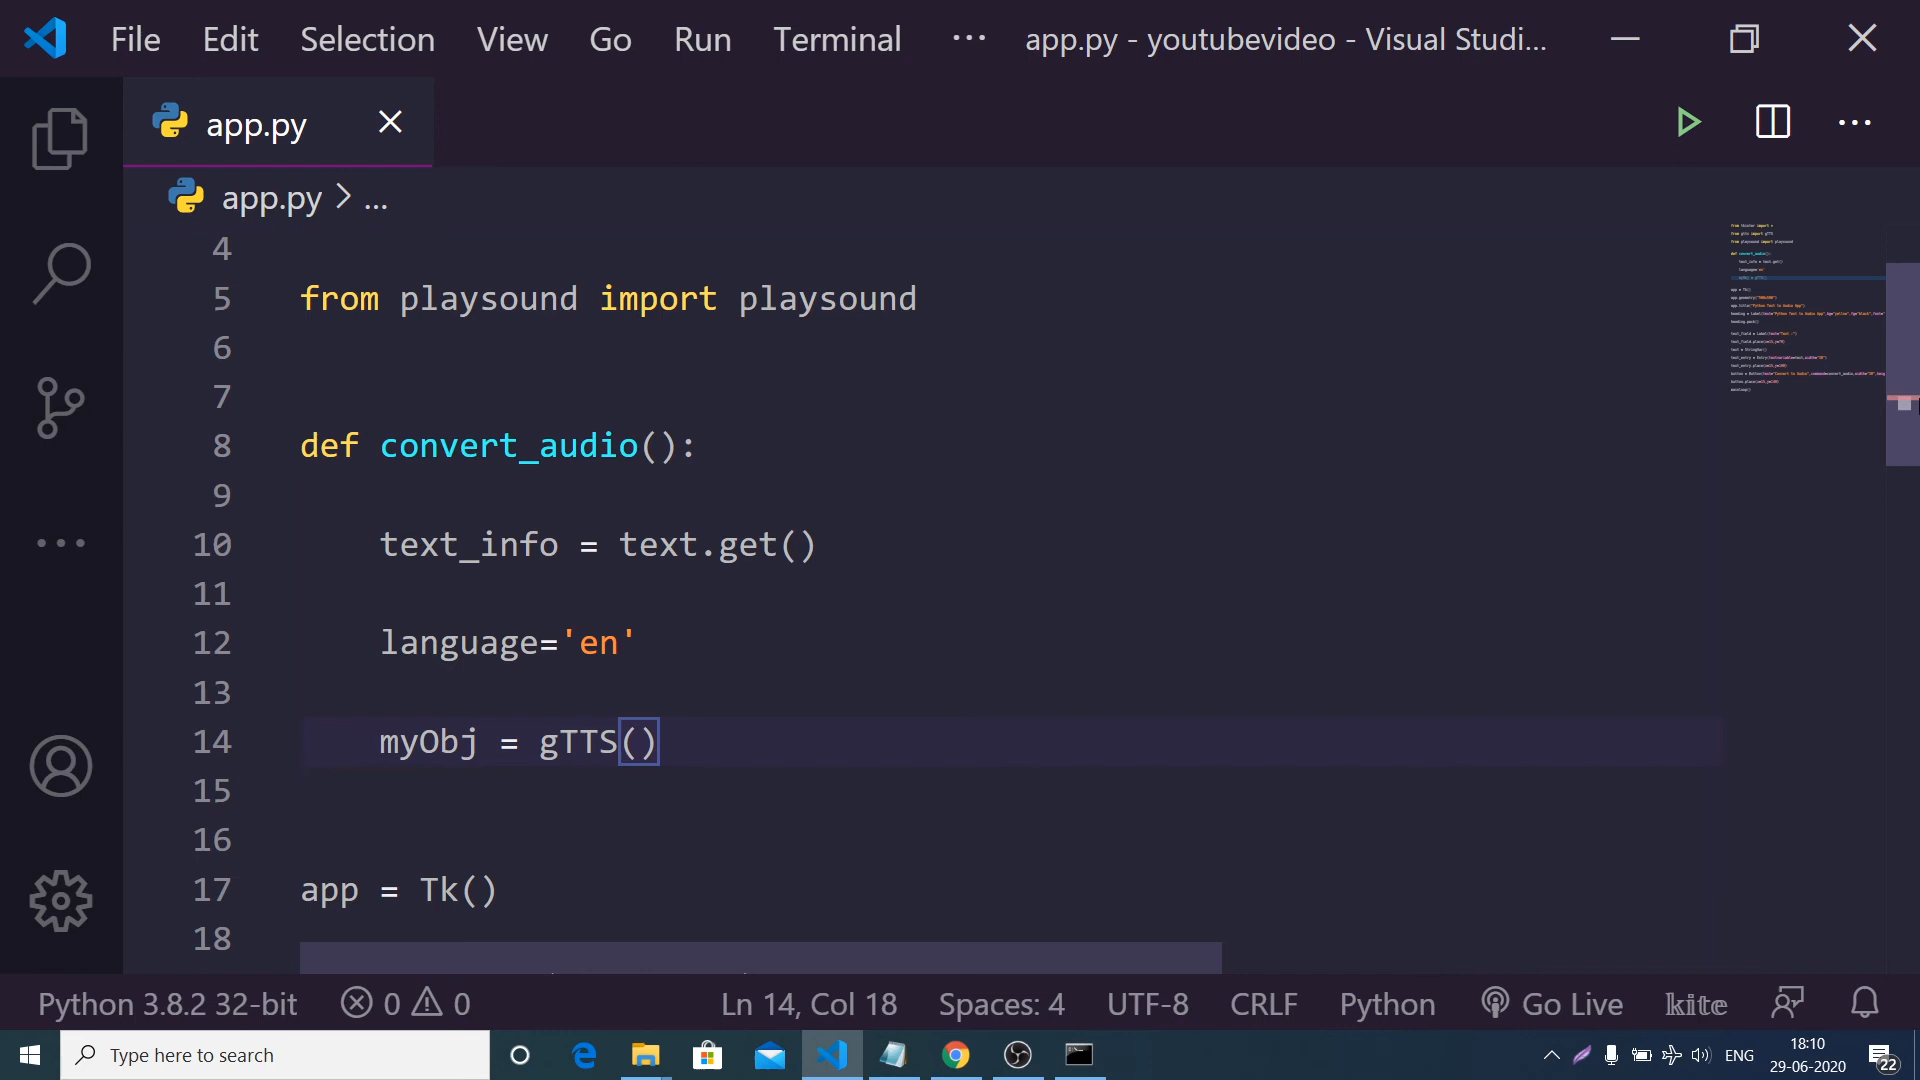 File Edit Selection View Go Run Terminal ··· app.py - youtubevideo - Visual Studi...
app.py
app.py > ...
4
5 from playsound import playsound
6
7
8 def convert_audio():
9
10 text_info = text.get()
11
12 language='en'
13
14 myObj = gTTS()
15
16
17 app = Tk()
18
Python 3.8.2 32-bit 0 0 Ln 14, Col 18 Spaces: 4 UTF-8 CRLF Python Go Live kite
Type here to search ENG 18:10
29-06-2020 22